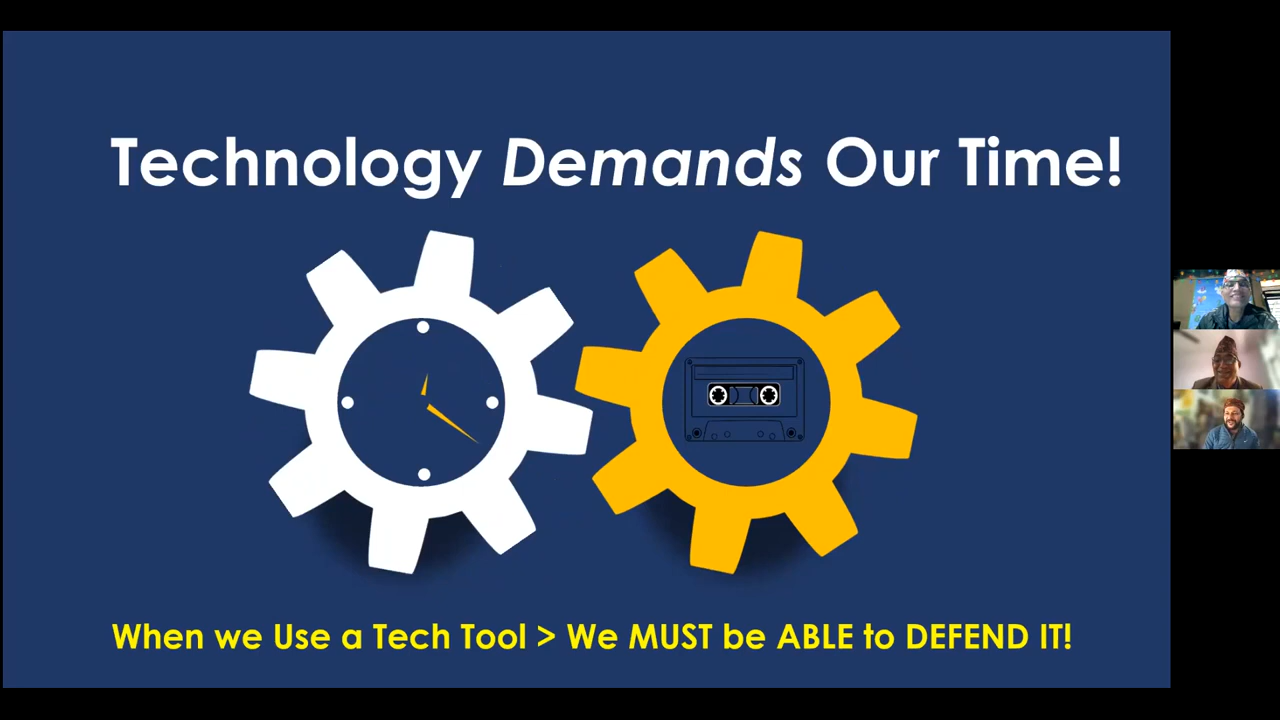 Technology Demands Our Time!
When we Use a Tech Tool > We MUST be ABLE to DEFEND IT!